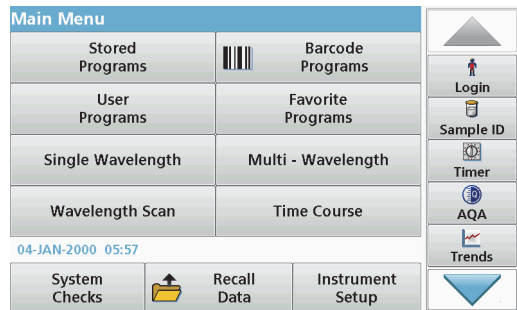 Main Menu
Stored
Programs
Barcode
Programs
User
Programs
Favorite
Programs
Single Wavelength
Multi - Wavelength
Wavelength Scan
Time Course
04-JAN-2000 05:57
System
Checks
Recall
Data
Instrument
Setup
Login
Sample ID
Timer
AQA
Trends